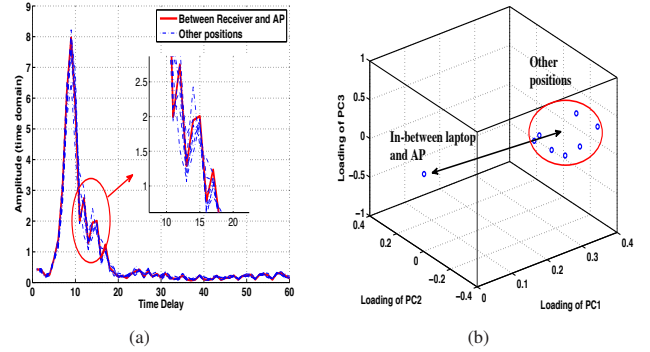 Between Receiver and AP
Other positions
Amplitude (time domain)
9
8
7
6
5
4
3
2
1
0
0 10 20 30 40 50 60
Time Delay
2.5
2
1.5
1
10 15 20
(a)
Loading of PC3
1
0.5
0
−0.5
−1
Other
positions
In-between laptop
and AP
0.4
0.2
0
−0.2
−0.4
Loading of PC2
0
0.1
0.2
0.3
0.4
Loading of PC1
(b)